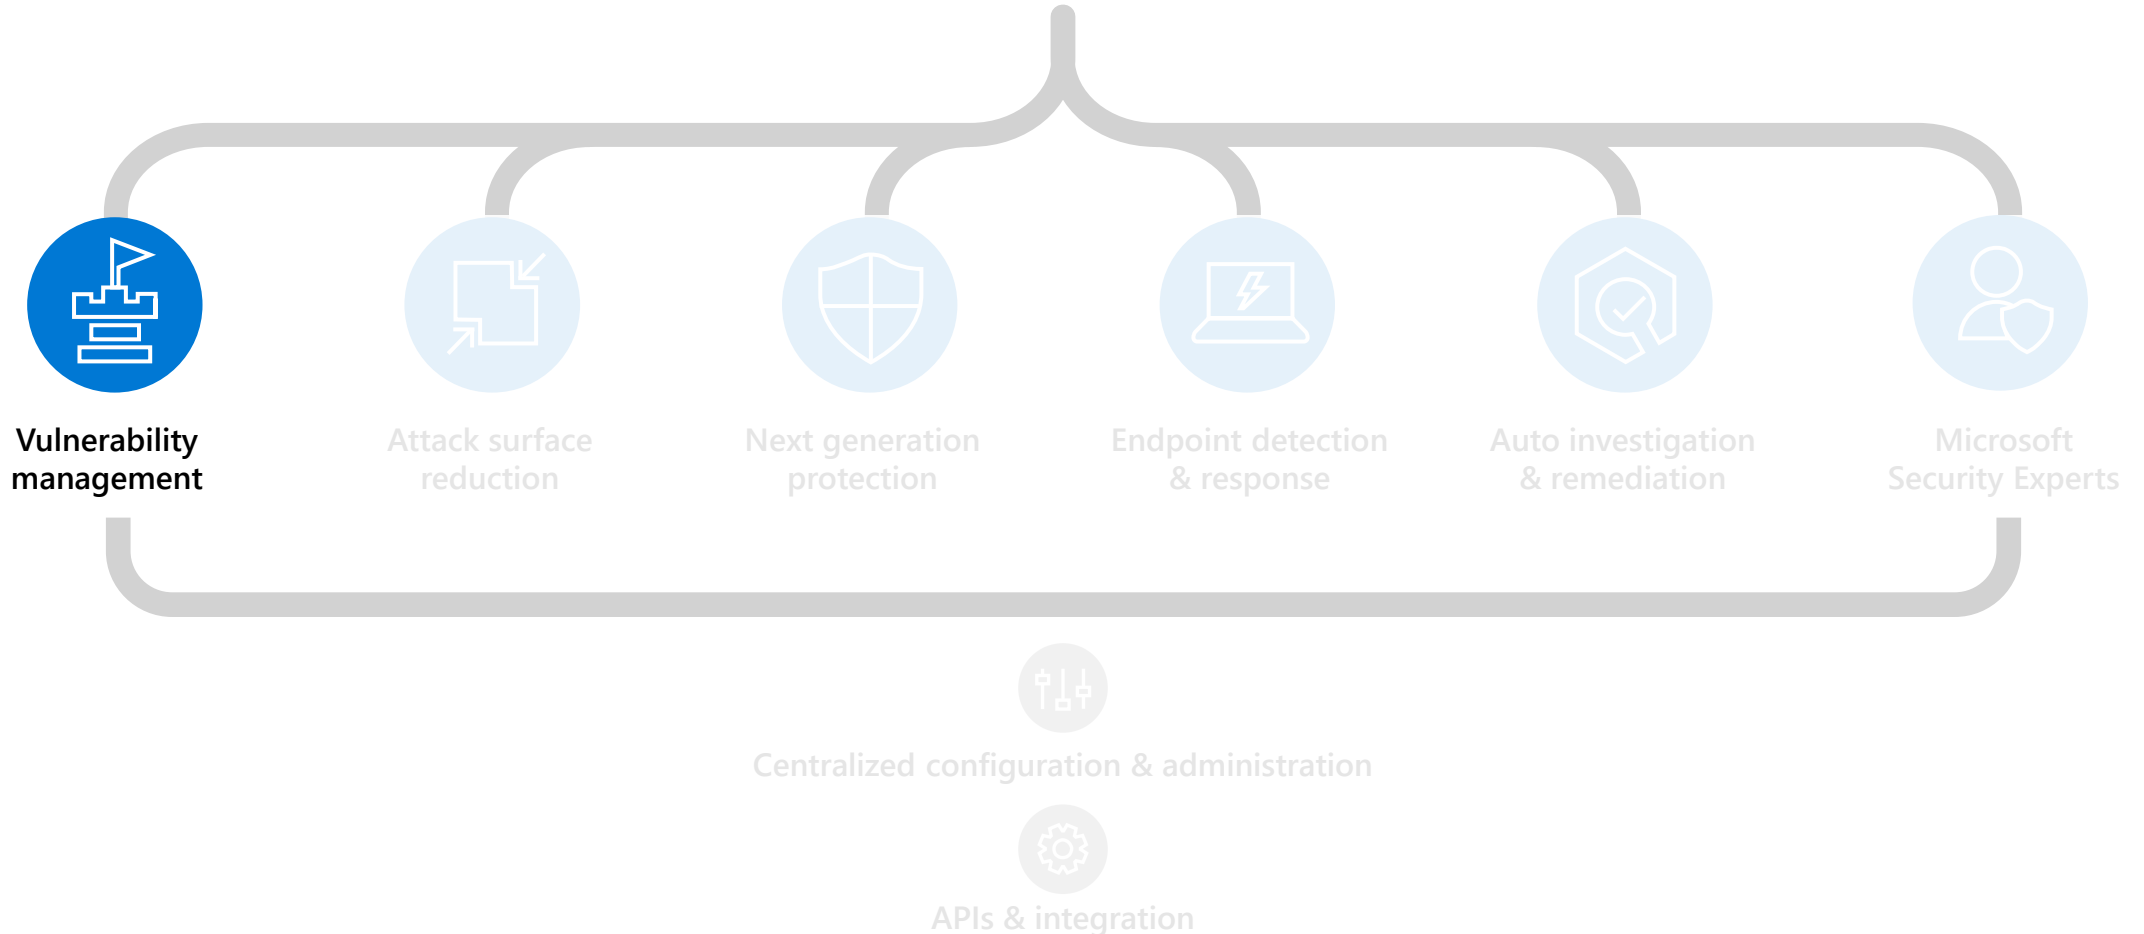 Vulnerability
management
Attack surface
reduction
Next generation
protection
Endpoint detection
& response
Auto investigation
& remediation
Microsoft
Security Experts
Centralized configuration & administration
APIs & integration